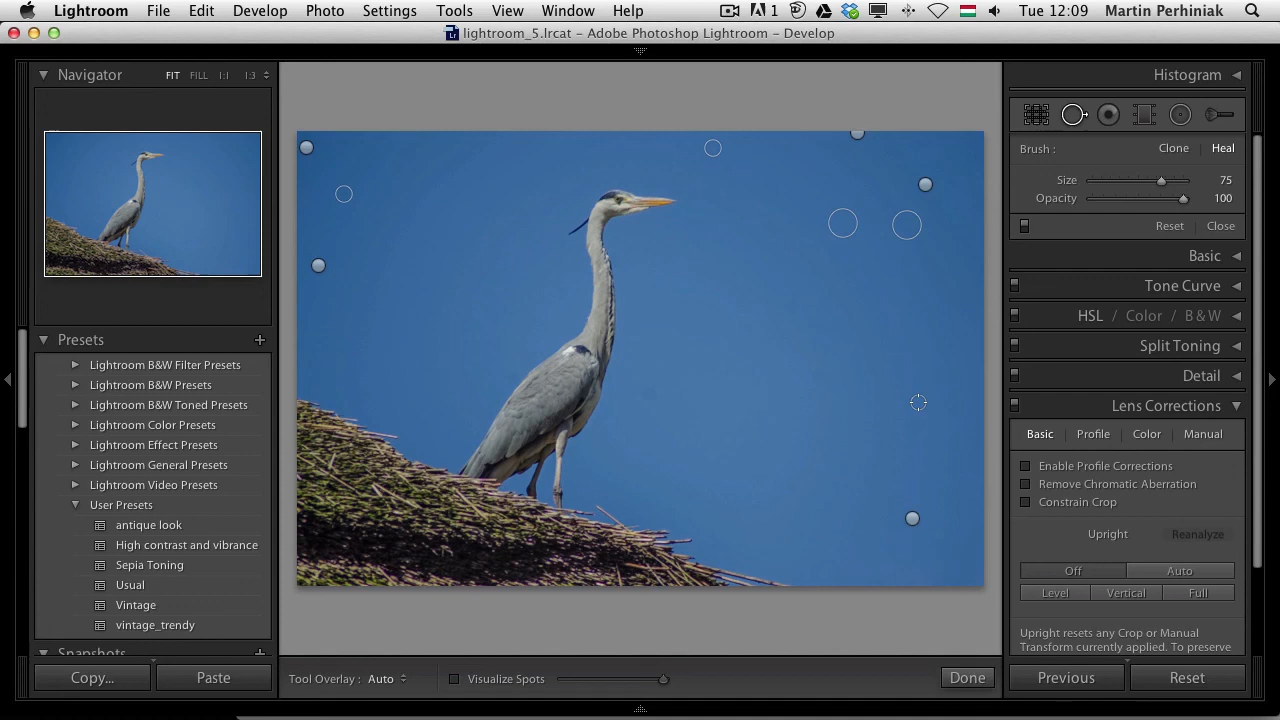 Lightroom File Edit Develop Photo Settings Tools View Window Help 1 Tue 12:09 Martin Perhiniak
lightroom_5.lrcat – Adobe Photoshop Lightroom – Develop
Navigator FIT FILL 1:1 1:3
Histogram
Brush : Clone Heal
Size 75
Opacity 100
Reset Close
Basic
Tone Curve
HSL / Color / B & W
Split Toning
Detail
Lens Corrections
Basic Profile Color Manual
Enable Profile Corrections
Remove Chromatic Aberration
Constrain Crop
Upright Reanalyze
Off Auto
Level Vertical Full
Upright resets any Crop or Manual
Transform currently applied. To preserve
Presets
Lightroom B&W Filter Presets
Lightroom B&W Presets
Lightroom B&W Toned Presets
Lightroom Color Presets
Lightroom Effect Presets
Lightroom General Presets
Lightroom Video Presets
User Presets
antique look
High contrast and vibrance
Sepia Toning
Usual
Vintage
vintage_trendy
Snapshots
Copy... Paste
Tool Overlay : Auto Visualize Spots Done
Previous Reset